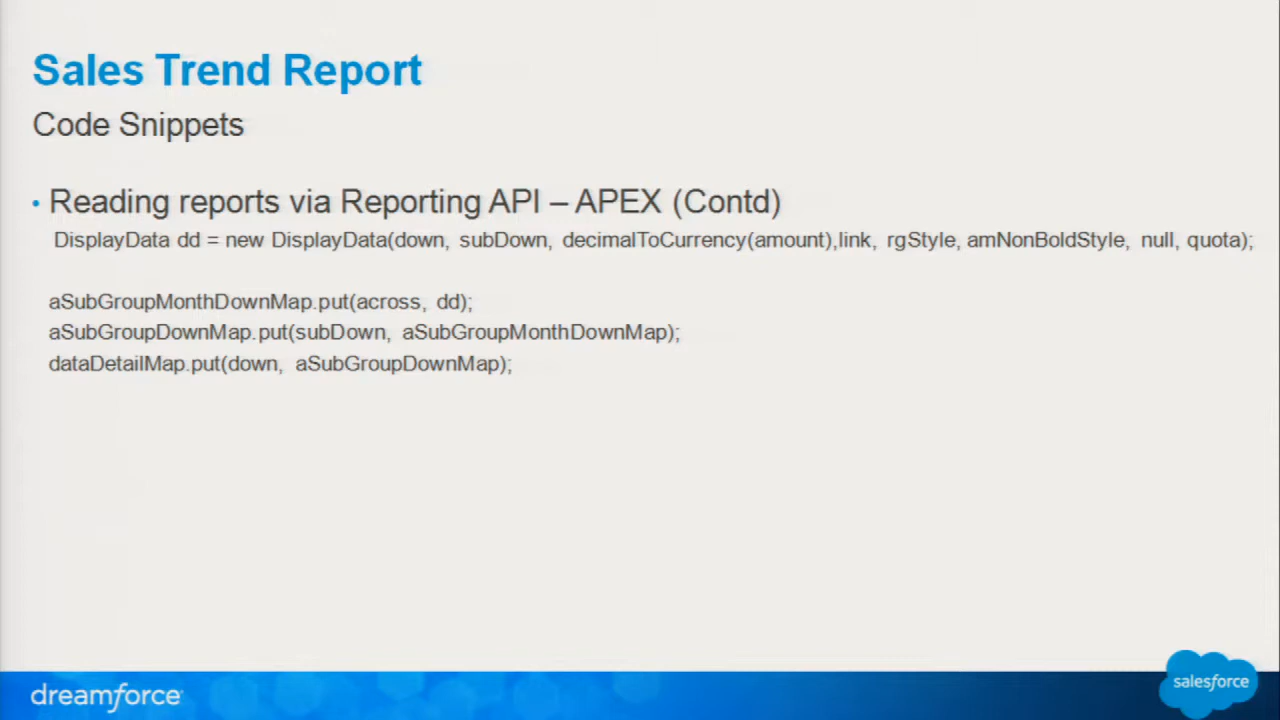 Sales Trend Report
Code Snippets
• Reading reports via Reporting API – APEX (Contd)
DisplayData dd = new DisplayData(down, subDown, decimalToCurrency(amount),link, rgStyle, amNonBoldStyle, null, quota);
aSubGroupMonthDownMap.put(across, dd);
aSubGroupDownMap.put(subDown, aSubGroupMonthDownMap);
dataDetailMap.put(down, aSubGroupDownMap);
dreamforce
salesforce